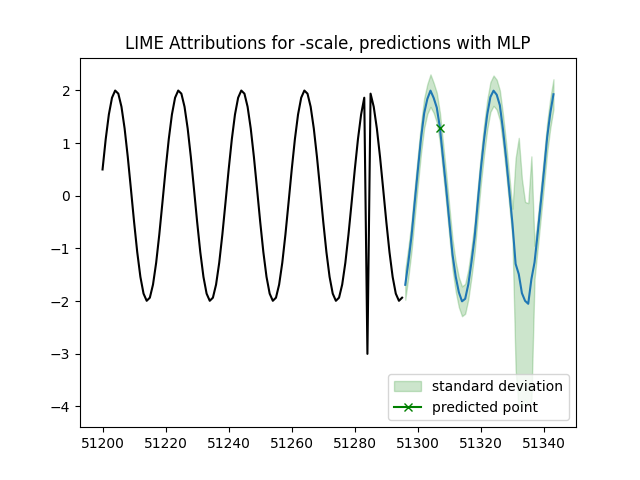 LIME Attributions for -scale, predictions with MLP
2
1
0
−1
−2
−3
−4
standard deviation
predicted point
51200 51220 51240 51260 51280 51300 51320 51340